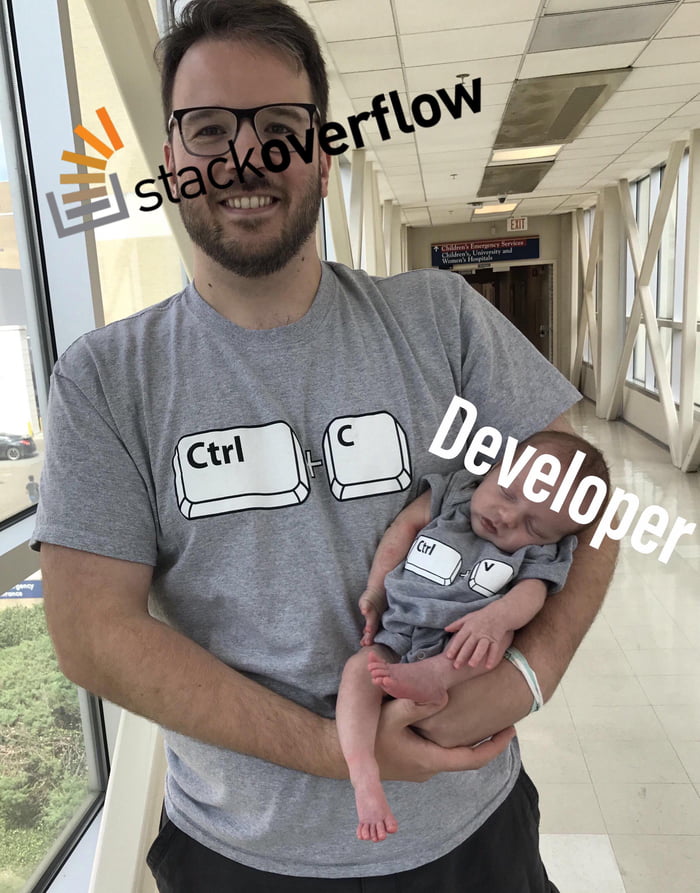 stackoverflow
EXIT
Children's Emergency Services
Children's, University and
Women's Hospitals
Ctrl + C
Developer
Ctrl + V